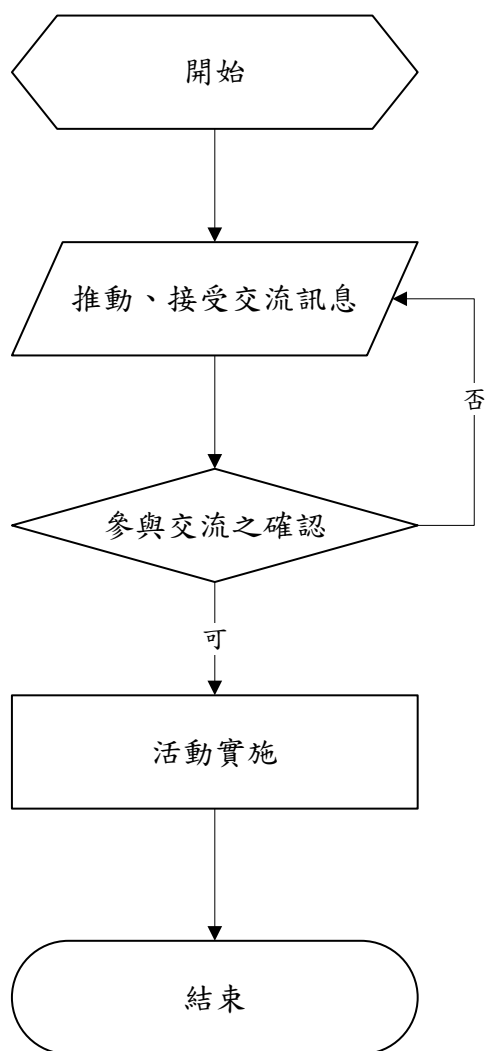 開始
推動、接受交流訊息
否
參與交流之確認
可
活動實施
結束